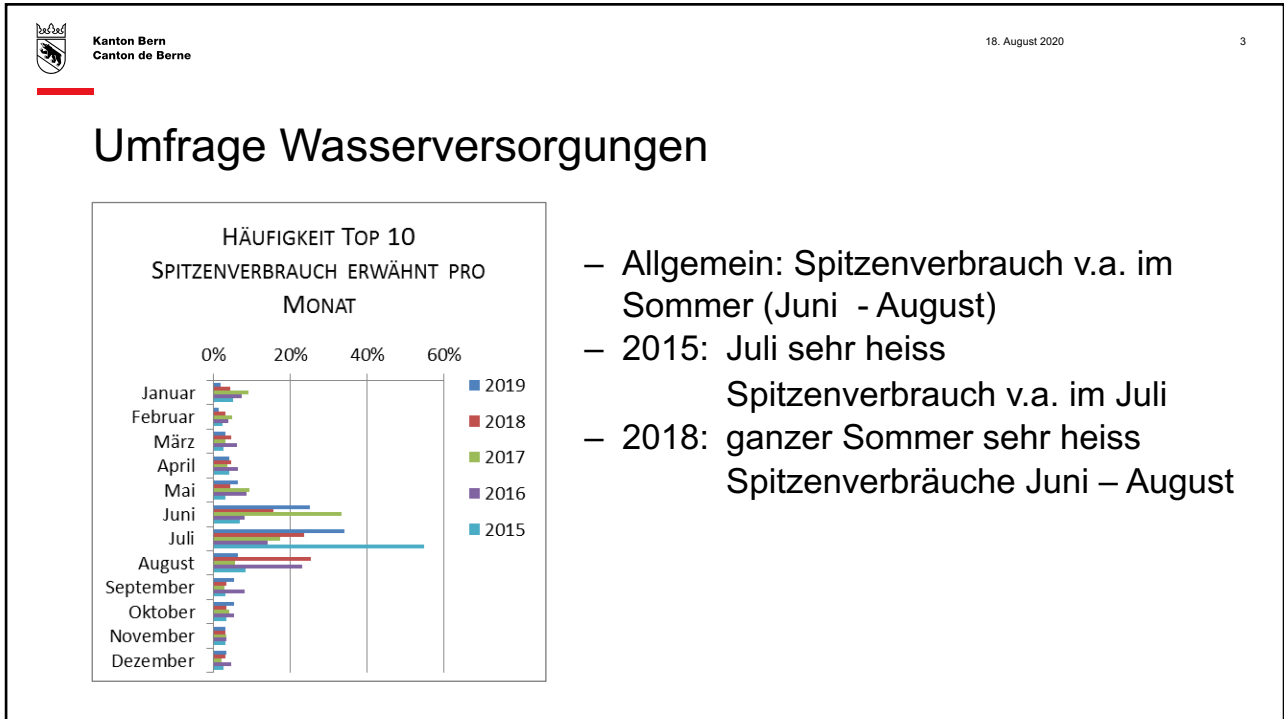 Kanton Bern
Canton de Berne
18. August 2020
3
Umfrage Wasserversorgungen
HÄUFIGKEIT TOP 10
SPITZENVERBRAUCH ERWÄHNT PRO
MONAT
0% 20% 40% 60%
Januar
Februar
März
April
Mai
Juni
Juli
August
September
Oktober
November
Dezember
2019
2018
2017
2016
2015
– Allgemein: Spitzenverbrauch v.a. im
Sommer (Juni - August)
– 2015: Juli sehr heiss
Spitzenverbrauch v.a. im Juli
– 2018: ganzer Sommer sehr heiss
Spitzenverbräuche Juni – August